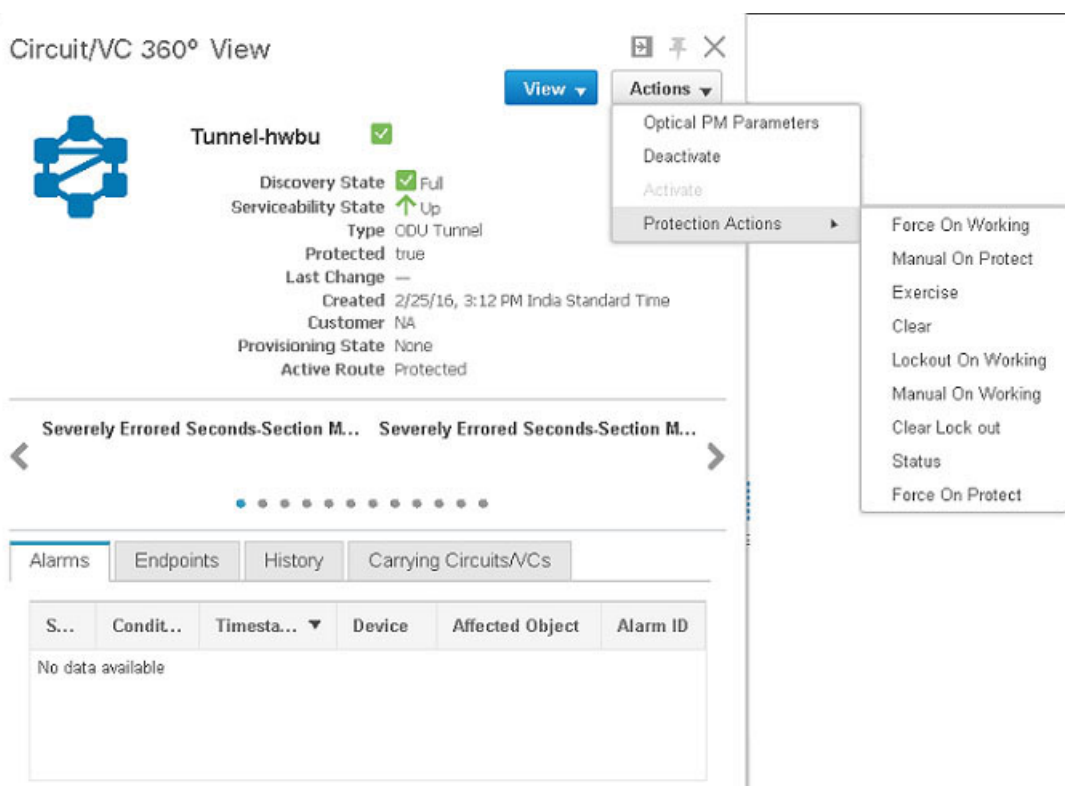 Circuit/VC 360° View
View
Actions
Optical PM Parameters
Deactivate
Activate
Protection Actions
Force On Working
Manual On Protect
Exercise
Clear
Lockout On Working
Manual On Working
Clear Lock out
Status
Force On Protect
Tunnel-hwbu
Discovery State Full
Serviceability State Up
Type ODU Tunnel
Protected true
Last Change —
Created 2/25/16, 3:12 PM India Standard Time
Customer NA
Provisioning State None
Active Route Protected
Severely Errored Seconds-Section M... Severely Errored Seconds-Section M...
Alarms Endpoints History Carrying Circuits/VCs
S... Condit... Timesta... Device Affected Object Alarm ID
No data available